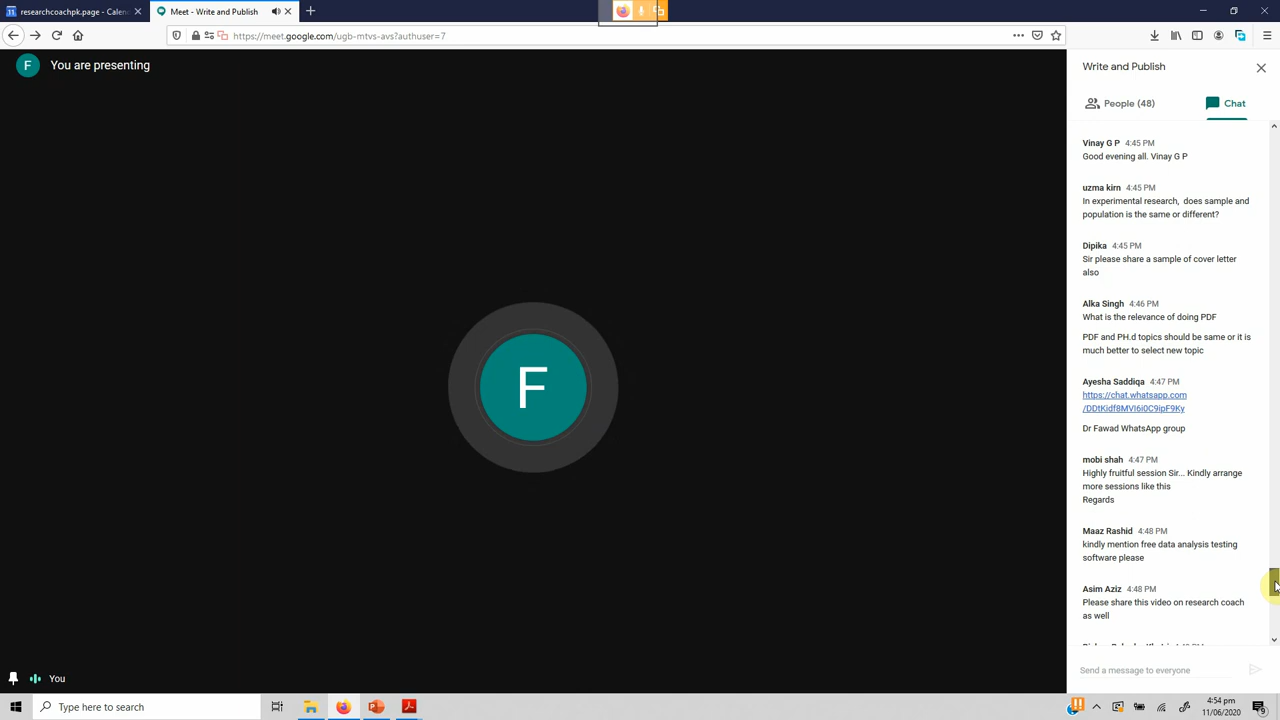 researchcoachpk.page - Calen
Meet - Write and Publish
https://meet.google.com/ugb-mtvs-avs?authuser=7
F
You are presenting
Write and Publish
People (48)
Chat
Vinay G P 4:45 PM
Good evening all. Vinay G P
uzma kirn 4:45 PM
In experimental research, does sample and
population is the same or different?
Dipika 4:45 PM
Sir please share a sample of cover letter
also
Alka Singh 4:46 PM
What is the relevance of doing PDF
PDF and PH.d topics should be same or it is
much better to select new topic
Ayesha Saddiqa 4:47 PM
https://chat.whatsapp.com
/DDtKidf8MVI6i0C9ipF9Ky
Dr Fawad WhatsApp group
mobi shah 4:47 PM
Highly fruitful session Sir... Kindly arrange
more sessions like this
Regards
Maaz Rashid 4:48 PM
kindly mention free data analysis testing
software please
Asim Aziz 4:48 PM
Please share this video on research coach
as well
F
Send a message to everyone
You
Type here to search
4:54 pm
11/06/2020
9